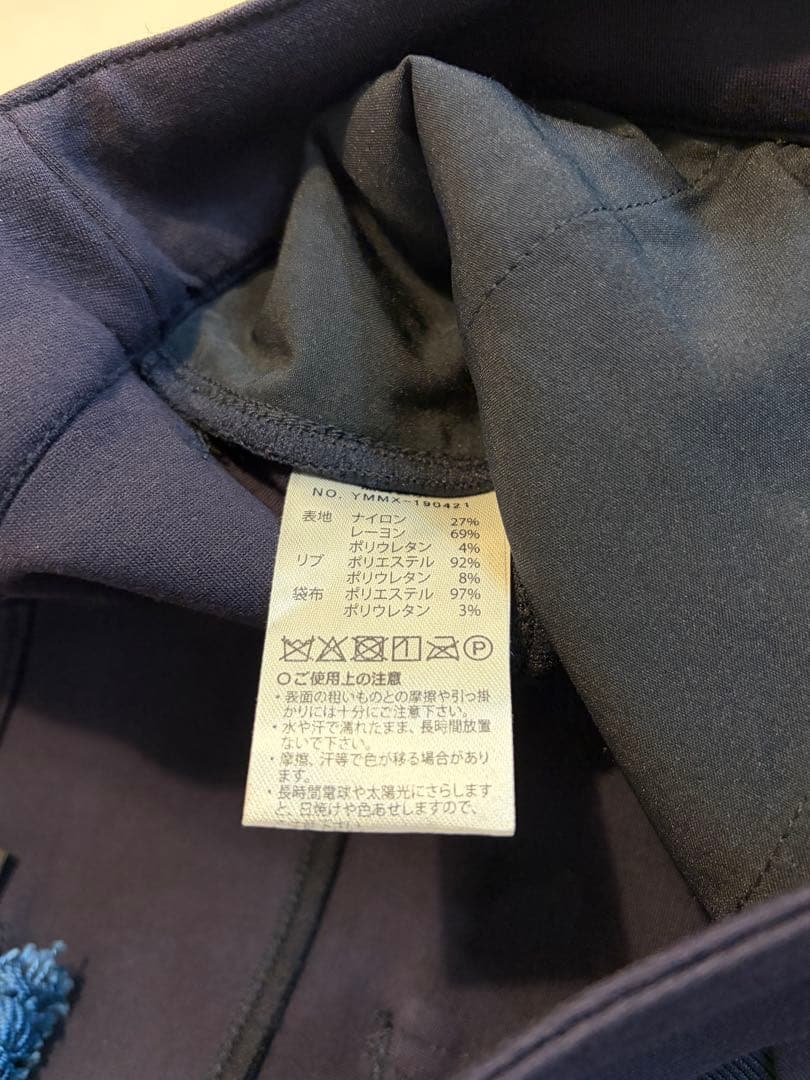 NO. YMMX-190421
表地 ナイロン 27%
レーヨン 69%
ポリウレタン 4%
リブ ポリエステル 92%
ポリウレタン 8%
袋布 ポリエステル 97%
ポリウレタン 3%
1 P
○ご使用上の注意
・表面の粗いものとの摩擦や引っ掛
かりには十分にご注意下さい。
・水や汗で濡れたまま、長時間放置
ないで下さい。
・摩擦、汗等で色が移る場合があり
ます。
・長時間電球や太陽光にさらします
と、日焼けや色あせしますので、